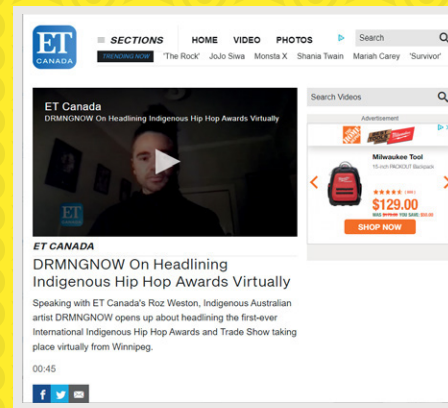 ET
CANADA
≡ SECTIONS HOME VIDEO PHOTOS Search
TRENDING NOW 'The Rock' JoJo Siwa Monsta X Shania Twain Mariah Carey 'Survivor'
ET Canada
DRMNGNOW On Headlining Indigenous Hip Hop Awards Virtually
ET
Search Videos
Advertisement
Milwaukee Tool
15-inch PACKOUT Backpack
$129.00
SHOP NOW
ET CANADA
DRMNGNOW On Headlining
Indigenous Hip Hop Awards Virtually
Speaking with ET Canada's Roz Weston, Indigenous Australian
artist DRMNGNOW opens up about headlining the first-ever
International Indigenous Hip Hop Awards and Trade Show taking
place virtually from Winnipeg.
00:45
f